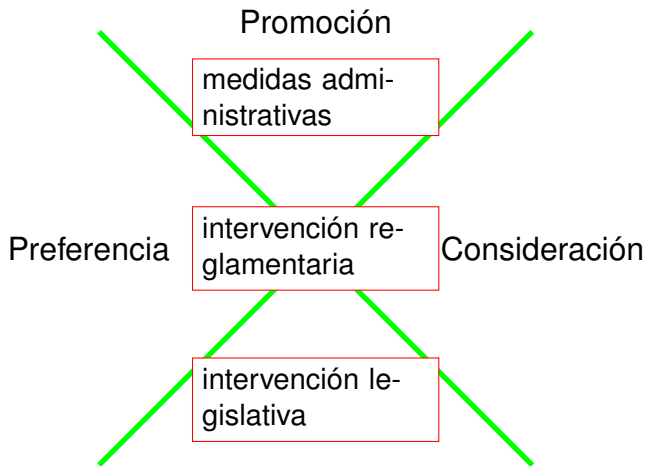 Promoción
medidas admi-
nistrativas
intervención re-
glamentaria
Preferencia
Consideración
intervención le-
gislativa